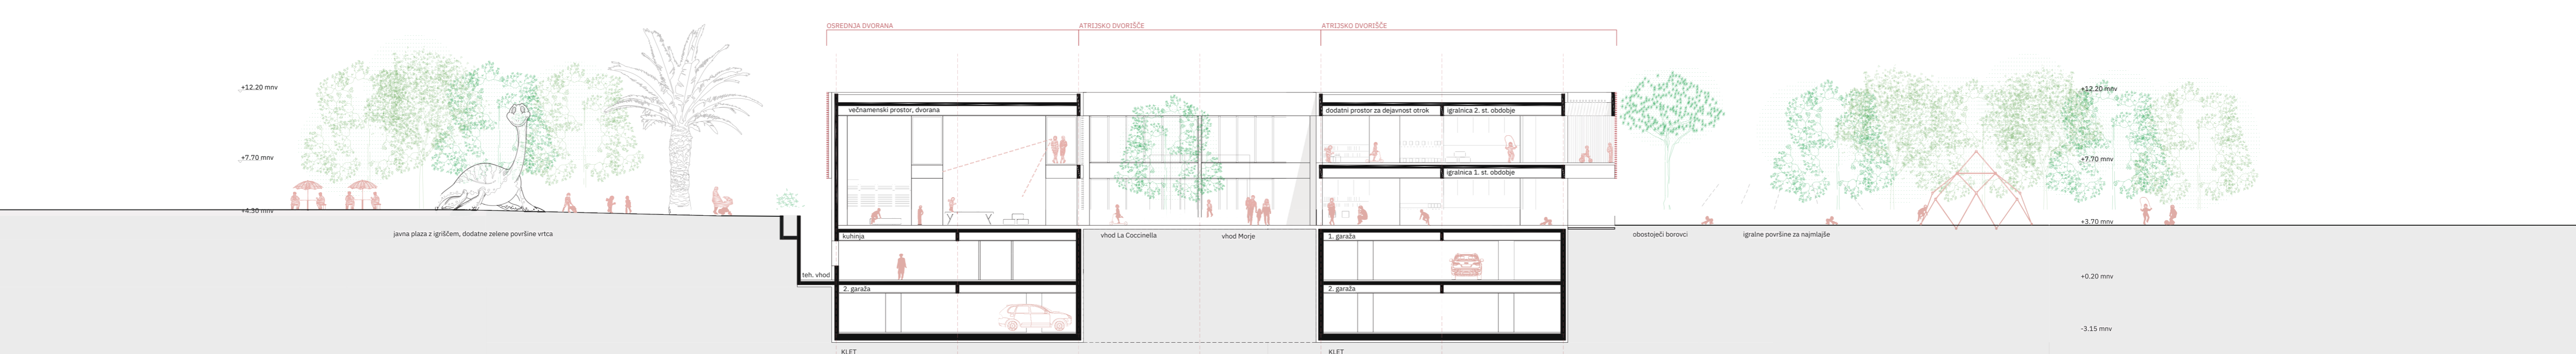 OSREDNJA DVORANA
ATRIJSKO DVORIŠČE
ATRIJSKO DVORIŠČE
+12.20 mnv
+12.20 mnv
večnamenski prostor, dvorana
dodatni prostor za dejavnost otrok
igralnica 2. st. obdobje
+7.70 mnv
+7.70 mnv
igralnica 1. st. obdobje
+4.30 mnv
+3.70 mnv
javna plaza z igriščem, dodatne zelene površine vrtca
kuhinja
vhod La Coccinella
vhod Morje
1. garaža
obostoječi borovci
igralne površine za najmlajše
teh. vhod
+0.20 mnv
2. garaža
2. garaža
-3.15 mnv
KLET
KLET